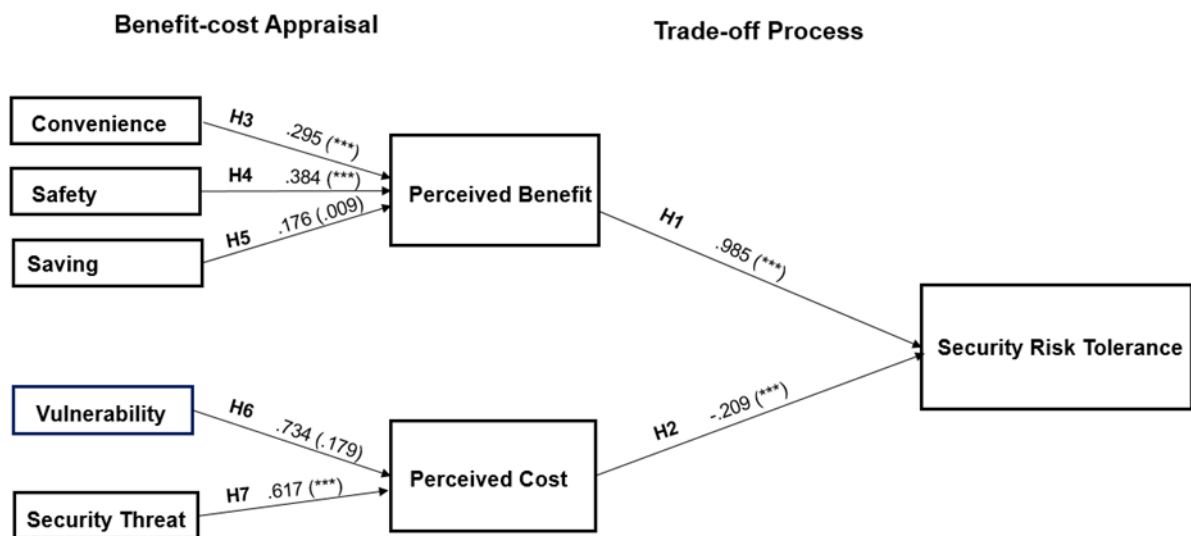 Benefit-cost Appraisal
Trade-off Process
Convenience
H3 .295 (***)
Safety
H4 .384 (***)
Saving
H5 .176 (.009)
Perceived Benefit
H1 .985 (***)
Security Risk Tolerance
Vulnerability
H6 .734 (.179)
Security Threat
H7 .617 (***)
Perceived Cost
H2 -.209 (***)